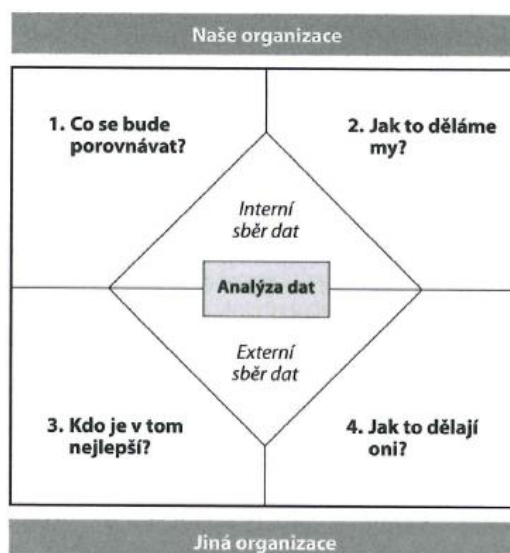 Naše organizace
1. Co se bude
porovnávat?
2. Jak to děláme
my?
Interní
sběr dat
Analýza dat
Externí
sběr dat
3. Kdo je v tom
nejlepší?
4. Jak to dělají
oni?
Jiná organizace